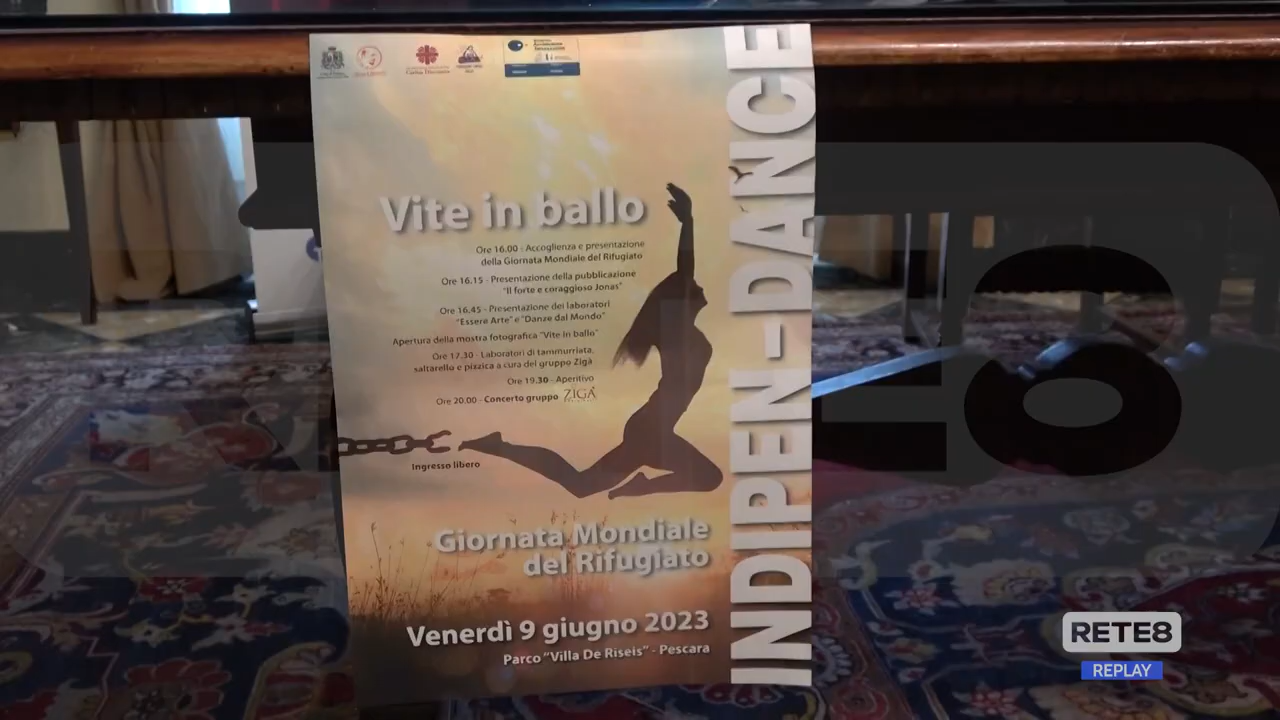 Caritas Diocesana
Vite in ballo
Ore 16.00 - Accoglienza e presentazione
della Giornata Mondiale del Rifugiato
Ore 16.15 - Presentazione della pubblicazione
"Il forte e coraggioso Jonas"
Ore 16.45 - Presentazione dei laboratori
"Essere Arte" e "Danze dal Mondo"
Apertura della mostra fotografica "Vite in ballo"
Ore 17.30 - Laboratori di tammurriata,
saltarello e pizzica a cura del gruppo Zigà
Ore 19.30 - Aperitivo
Ore 20.00 - Concerto gruppo ZIGÀ
Ingresso libero
Giornata Mondiale
del Rifugiato
Venerdì 9 giugno 2023
Parco "Villa De Riseis" - Pescara
INDIPEN-DANCE
RETE8
REPLAY